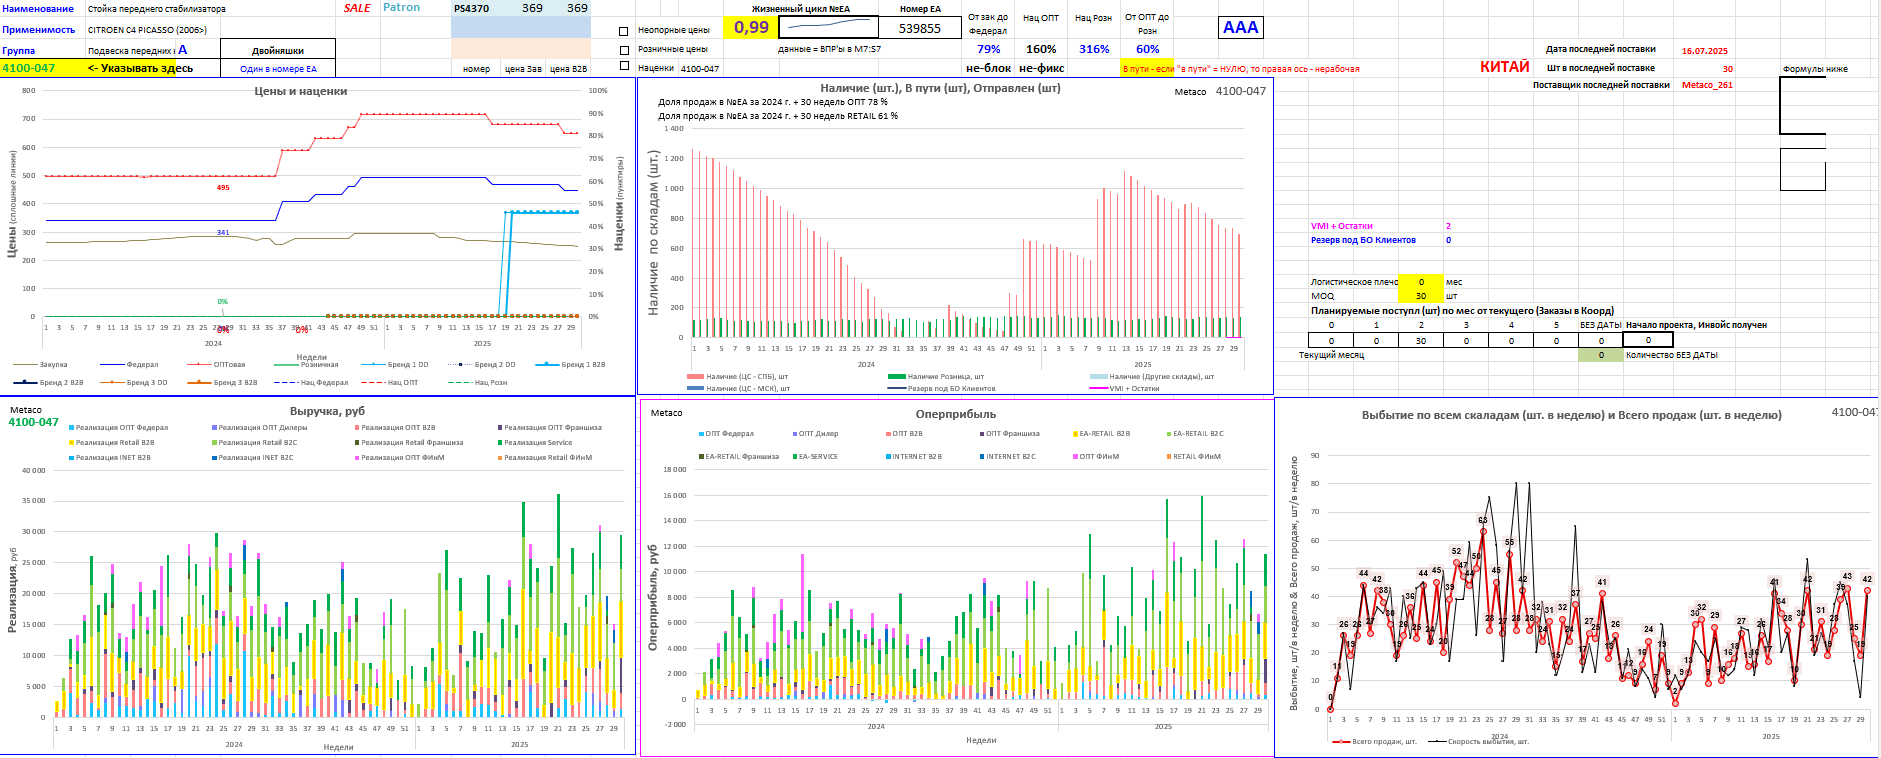 Наименование Стойка переднего стабилизатора SALE Patron PS4370 369 369
Применимость CITROEN C4 PICASSO (2006>)
Группа Подвеска передних А Двойняшки
4100-047 <- Указывать здесь Один в номере ЕА номер цена Зав цена B2B
Жизненный цикл №ЕА Номер ЕА
Неопорные цены 0,99 539855
Розничные цены данные = ВПР'ы в M7:S7
Наценки 4100-047
От зак до Федерал Нац ОПТ Нац Розн От ОПТ до Розн ААА
79% 160% 316% 60%
не-блок не-фикс В пути - если "в пути" = НУЛЮ, то правая ось - нерабочая
КИТАЙ
Дата последней поставки 16.07.2025
Шт в последней поставке 30 Формулы ниже
Поставщик последней поставки Metaco_261
VMI + Остатки 2
Резерв под БО Клиентов 0
Логистическое плечо 0 мес
MOQ 30 шт
Планируемые поступл (шт) по мес от текущего (Заказы в Коорд)
0 1 2 3 4 5 БЕЗ ДАТЫ Начало проекта, Инвойс получен
0 0 30 0 0 0 0 0
Текущий месяц 0 Количество БЕЗ ДАТЫ
Цены и наценки
Цены (сплошные линии)
Наценки (пунктиры)
800 700 600 500 400 300 200 100 0
100% 90% 80% 70% 60% 50% 40% 30% 20% 10% 0%
495
341
0%
0%
1 3 5 7 9 11 13 15 17 19 21 23 25
31 33 35 37
43 45 47 49 51 1 3 5 7 9 11 13 15 17 19 21 23 25 27 29
2024 2025
Недели
Закупка Федерал ОПТовая Розничная Бренд 1 DD Бренд 2 DD Бренд 1 B2B
Бренд 2 B2B Бренд 3 DD Бренд 3 B2B Нац Федерал Нац ОПТ Нац Розн
Наличие (шт.), В пути (шт), Отправлен (шт)
Metaco 4100-047
Доля продаж в №ЕА за 2024 г. + 30 недель ОПТ 78 %
Доля продаж в №ЕА за 2024 г. + 30 недель RETAIL 61 %
Наличие по складам (шт.)
1 400 1 200 1 000 800 600 400 200 0
1 3 5 7 9 11 13 15 17 19 21 23 25 27 29 31 33 35 37 39 41 43 45 47 49 51 1 3 5 7 9 11 13 15 17 19 21 23 25 27 29
2024 2025
Наличие (ЦС - СПБ), шт Наличие Розница, шт Наличие (Другие склады), шт
Наличие (ЦС - МСК), шт Резерв под БО Клиентов VMI + Остатки
Metaco
4100-047
Выручка, руб
Реализация ОПТ Федерал Реализация ОПТ Дилеры Реализация ОПТ B2B Реализация ОПТ Франшиза
Реализация Retail B2B Реализация Retail B2C Реализация Retail Франшиза Реализация Service
Реализация INET B2B Реализация INET B2C Реализация ОПТ ФИнМ Реализация Retail ФИнМ
Реализация, руб
40 000 35 000 30 000 25 000 20 000 15 000 10 000 5 000 0
1 3 5 7 9 11 13 15 17 19 21 23 25 27 29 31 33 35 37 39 41 43 45 47 49 51 1 3 5 7 9 11 13 15 17 19 21 23 25 27 29
2024 2025
Недели
Metaco
Оперприбыль
ОПТ Федерал ОПТ Дилер ОПТ B2B ОПТ Франшиза EA-RETAIL B2B EA-RETAIL B2C
EA-RETAIL Франшиза EA-SERVICE INTERNET B2B INTERNET B2C ОПТ ФИнМ RETAIL ФИнМ
Оперприбыль, руб
18 000 16 000 14 000 12 000 10 000 8 000 6 000 4 000 2 000 0 -2 000
1 3 5 7 9 11 13 15 17 19 21 23 25 27 29 31 33 35 37 39 41 43 45 47 49 51 1 3 5 7 9 11 13 15 17 19 21 23 25 27 29
2024 2025
Недели
Выбытие по всем скаладам (шт. в неделю) и Всего продаж (шт. в неделю)
4100-047
Выбытие, шт/в неделю & Всего продаж, шт/в неделю
90 80 70 60 50 40 30 20 10 0
1 3 5 7 9 11 13 15 17 19 21 23 25 27 29 31 33 35 37 39 41 43 45 47 49 51 1 3 5 7 9 11 13 15 17 19 21 23 25 27 29
2024 2025
Всего продаж, шт. Скорость выбытия, шт.